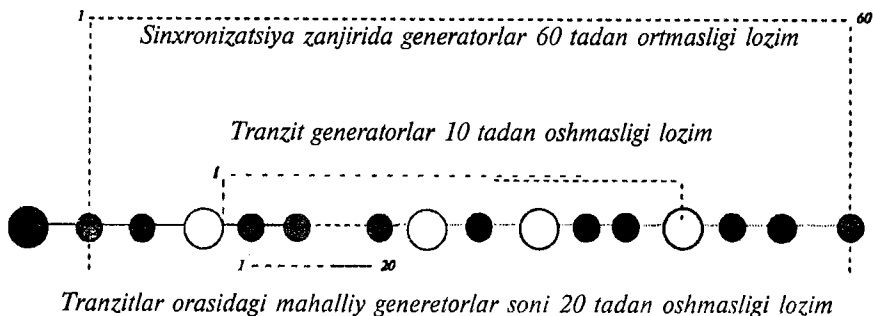 1 60
Sinxronizatsiya zanjirida generatorlar 60 tadan ortmasligi lozim
Tranzit generatorlar 10 tadan oshmasligi lozim
1
1 20
Tranzitlar orasidagi mahalliy generetorlar soni 20 tadan oshmasligi lozim